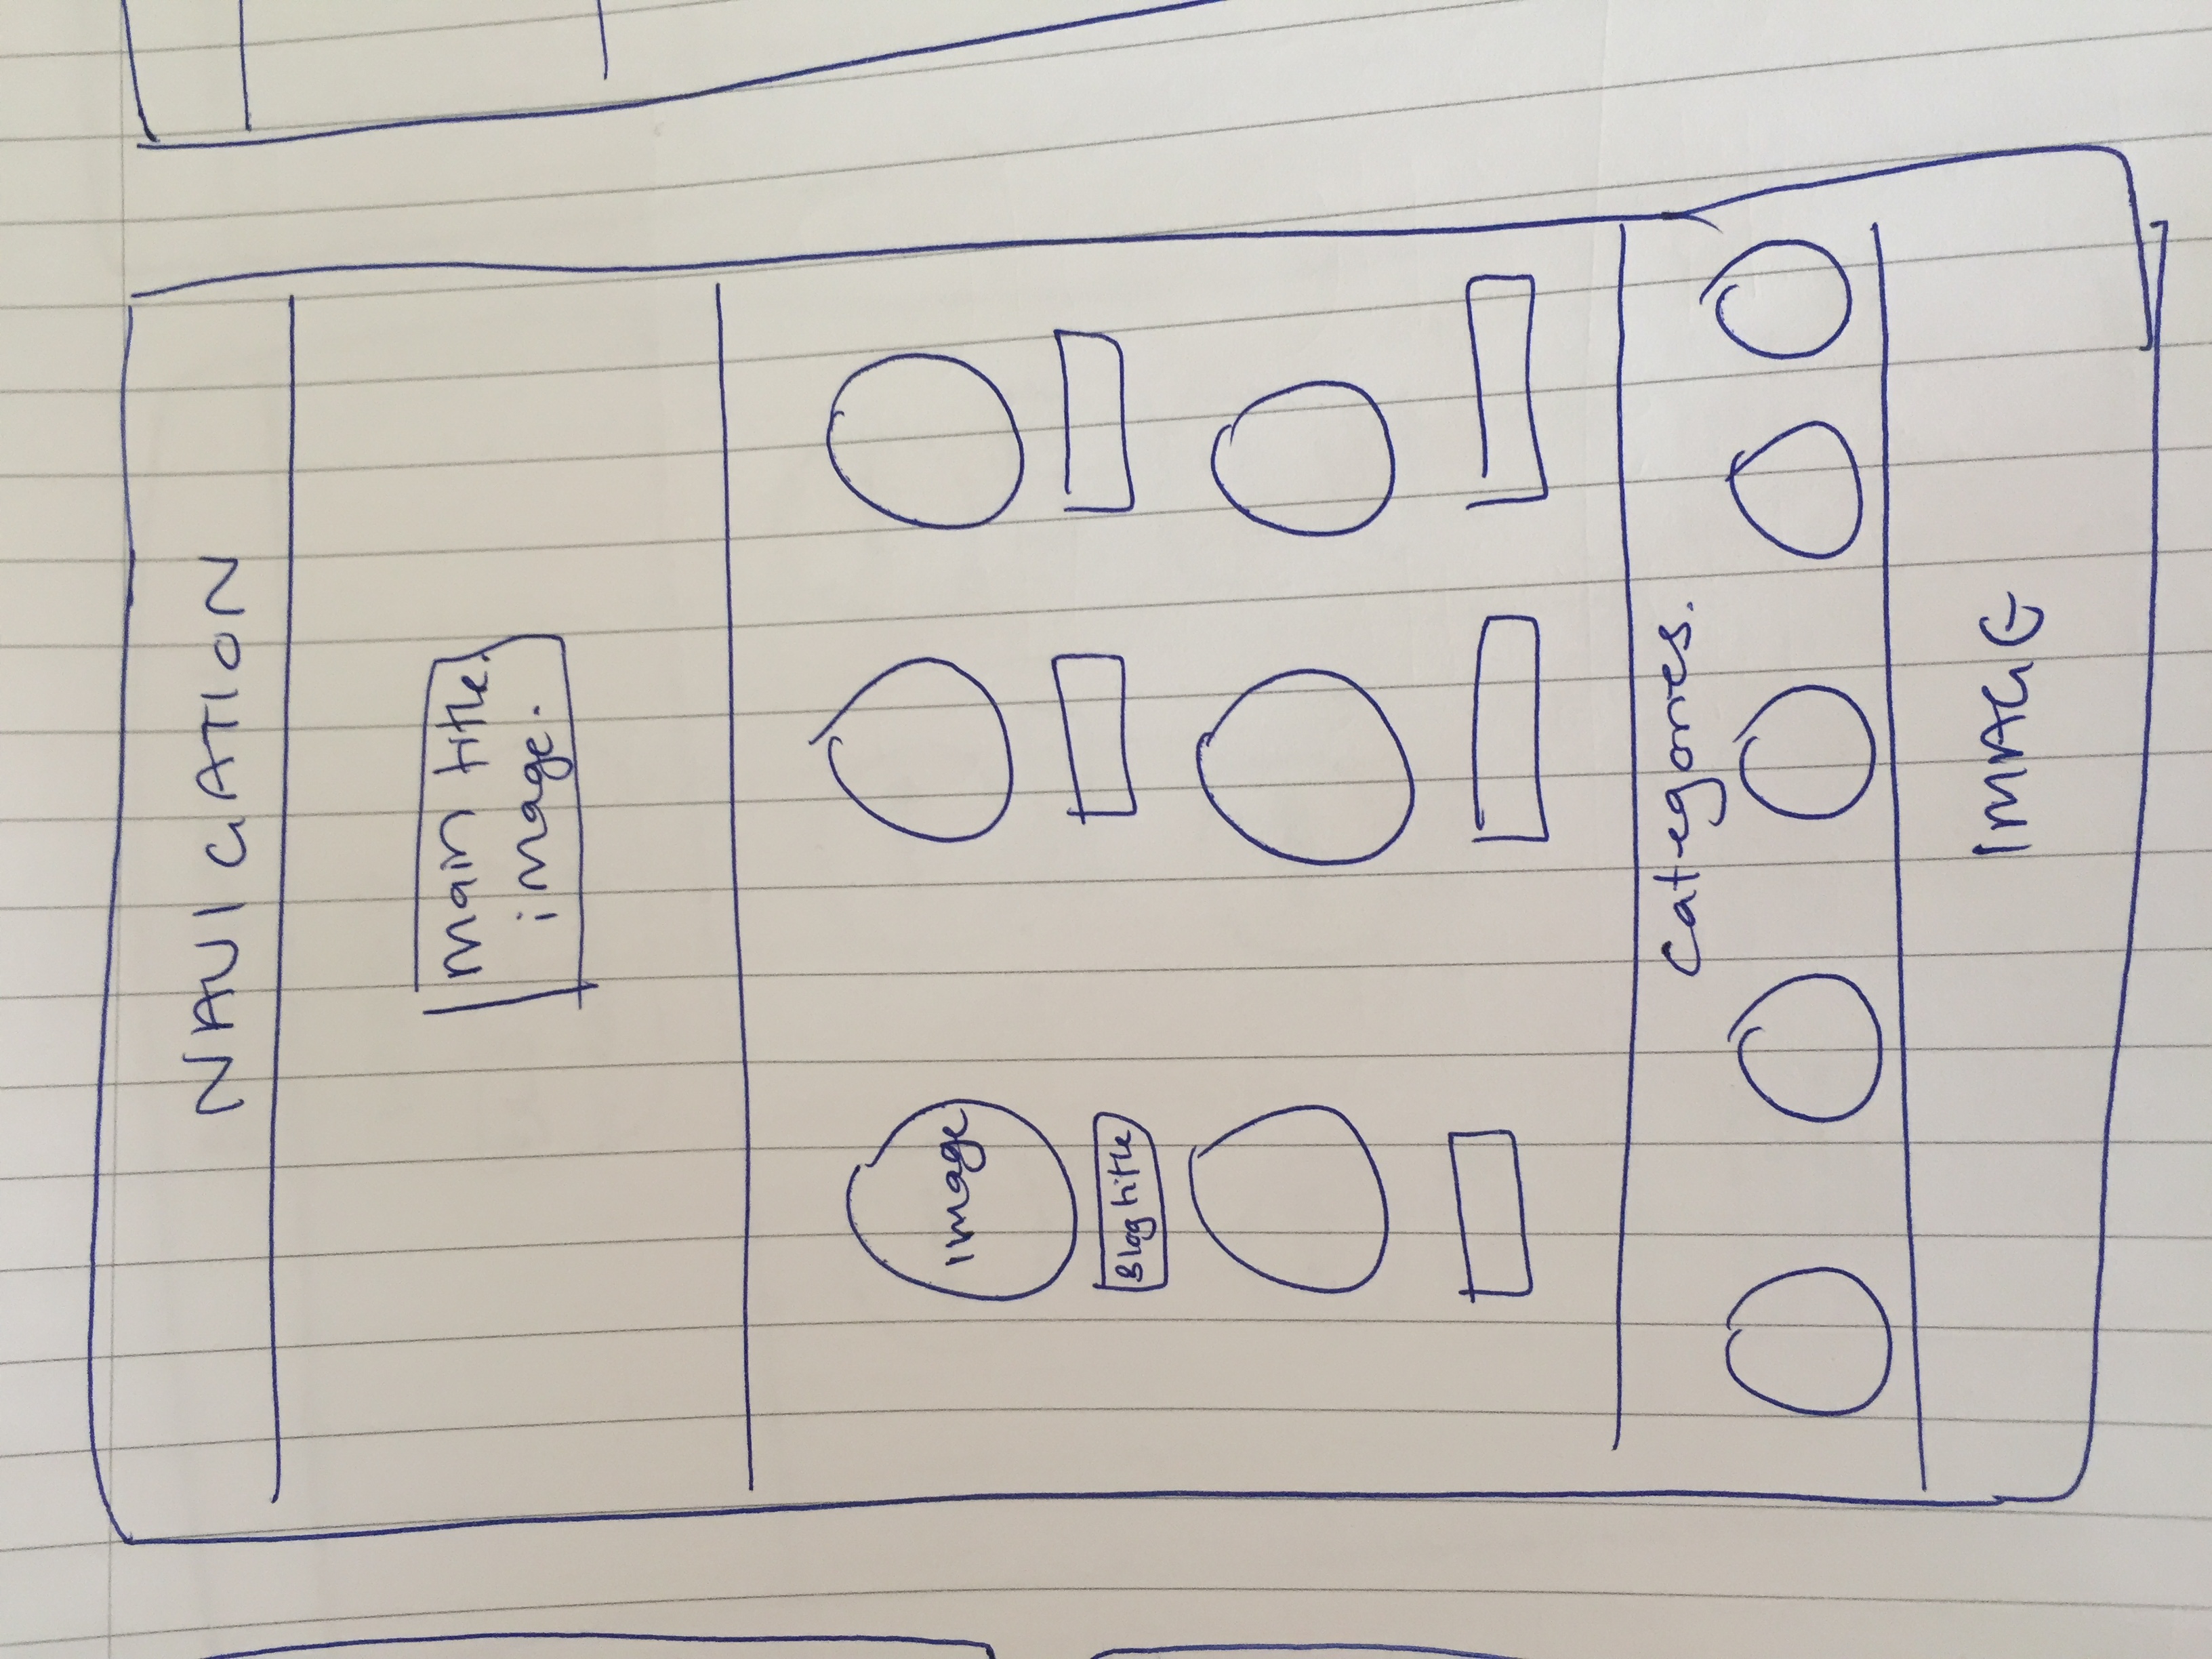 NAVIGATION
main title.
image.
image
Blog title
Categories.
IMAGE